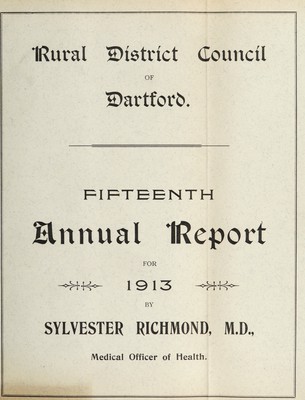 Rural District Council
OF
Dartford.
FIFTEENTH
Annual Report
FOR
1913
BY
SYLVESTER RICHMOND, M.D.,
Medical Officer of Health.